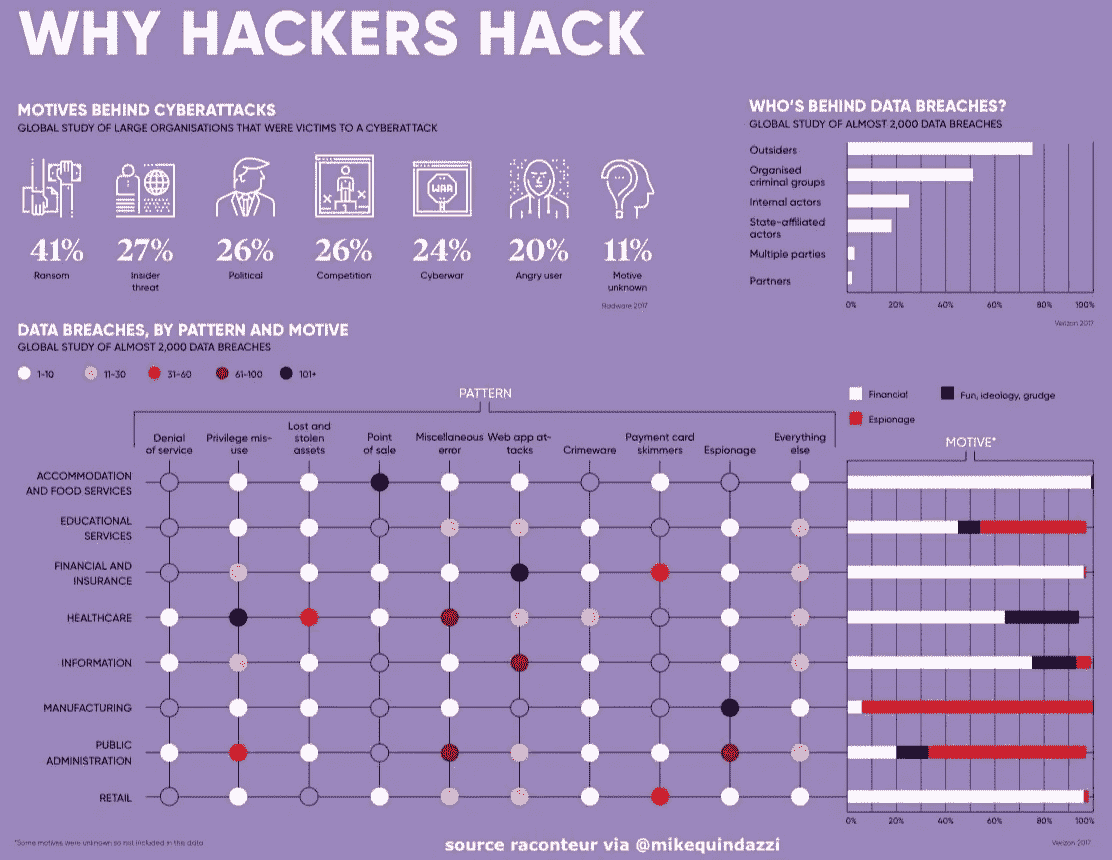 WHY HACKERS HACK
MOTIVES BEHIND CYBERATTACKS
GLOBAL STUDY OF LARGE ORGANISATIONS THAT WERE VICTIMS TO A CYBERATTACK
WAR
41%
Ransom
27%
Insider
threat
26%
Political
26%
Competition
24%
Cyberwar
20%
Angry user
11%
Motive
unknown
Radware 2017
WHO'S BEHIND DATA BREACHES?
GLOBAL STUDY OF ALMOST 2,000 DATA BREACHES
Outsiders
Organised
criminal groups
Internal actors
State-affiliated
actors
Multiple parties
Partners
0% 20% 40% 60% 80% 100%
Verizon 2017
DATA BREACHES, BY PATTERN AND MOTIVE
GLOBAL STUDY OF ALMOST 2,000 DATA BREACHES
1-10 11-30 31-60 61-100 101+
PATTERN
Denial
of service
Privilege mis-
use
Lost and
stolen
assets
Point
of sale
Miscellaneous
error
Web app at-
tacks
Crimeware
Payment card
skimmers
Espionage
Everything
else
Financial
Fun, ideology, grudge
Espionage
MOTIVE*
ACCOMMODATION
AND FOOD SERVICES
EDUCATIONAL
SERVICES
FINANCIAL AND
INSURANCE
HEALTHCARE
INFORMATION
MANUFACTURING
PUBLIC
ADMINISTRATION
RETAIL
0% 20% 40% 60% 80% 100%
*Some motives were unknown so not included in this data
source raconteur via @mikequindazzi
Verizon 2017